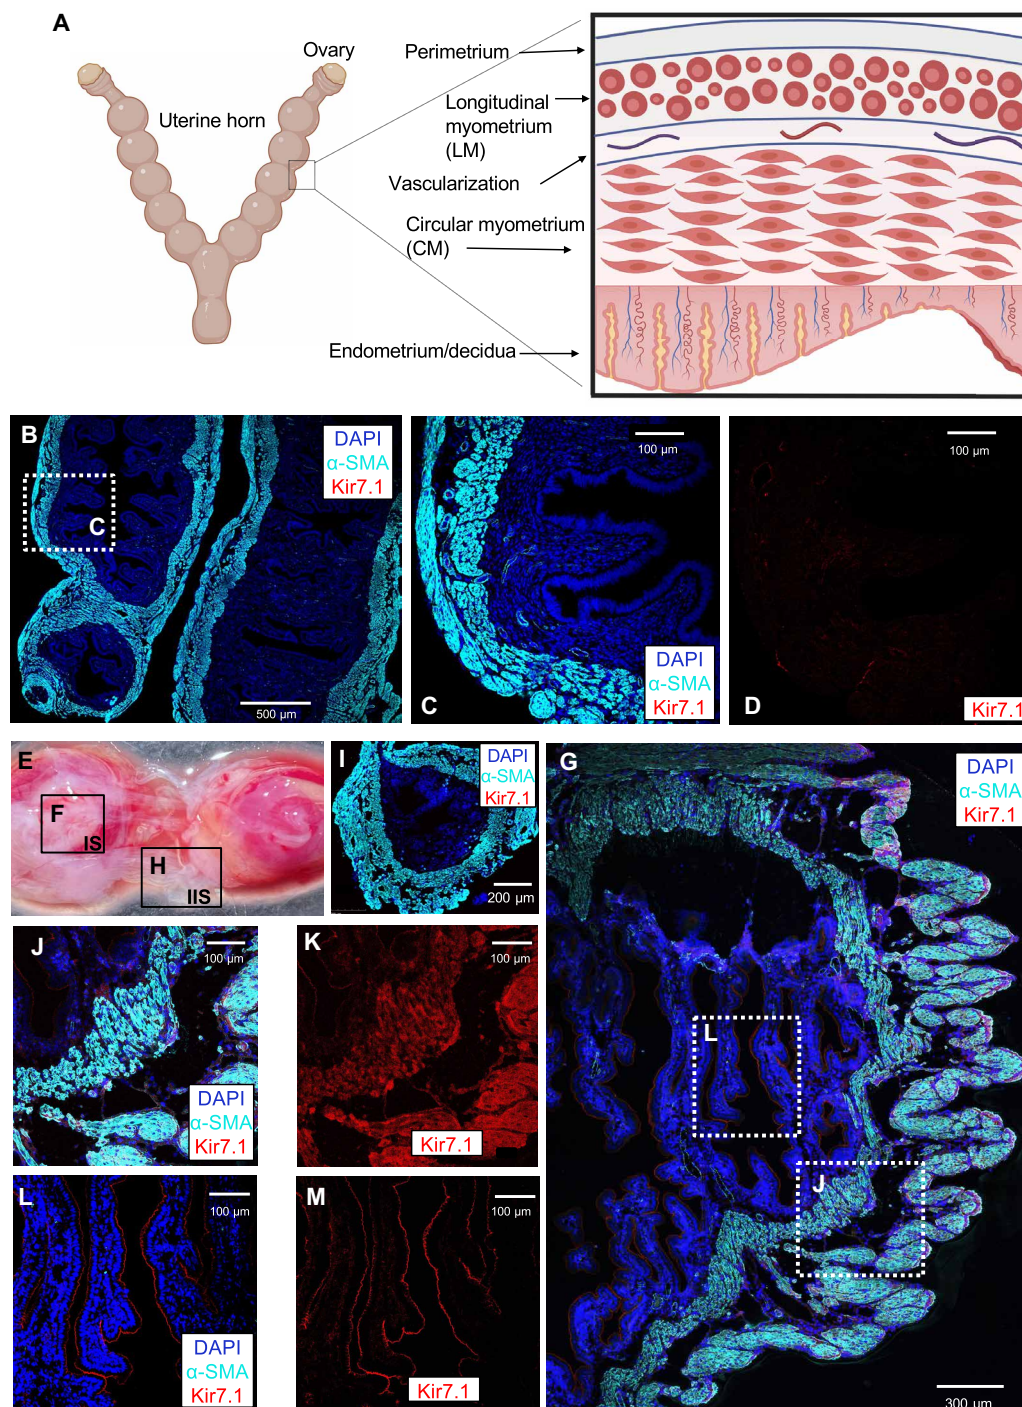 A
Ovary
Uterine horn
Perimetrium
Longitudinal
myometrium
(LM)
Vascularization
Circular myometrium
(CM)
Endometrium/decidua
B
DAPI
α-SMA
Kir7.1
C
500 µm
100 µm
C
DAPI
α-SMA
Kir7.1
100 µm
D
Kir7.1
E
F
IS
H
IIS
I
DAPI
α-SMA
Kir7.1
200 µm
G
DAPI
α-SMA
Kir7.1
L
J
300 µm
J
100 µm
DAPI
α-SMA
Kir7.1
K
100 µm
Kir7.1
L
100 µm
DAPI
α-SMA
Kir7.1
M
100 µm
Kir7.1